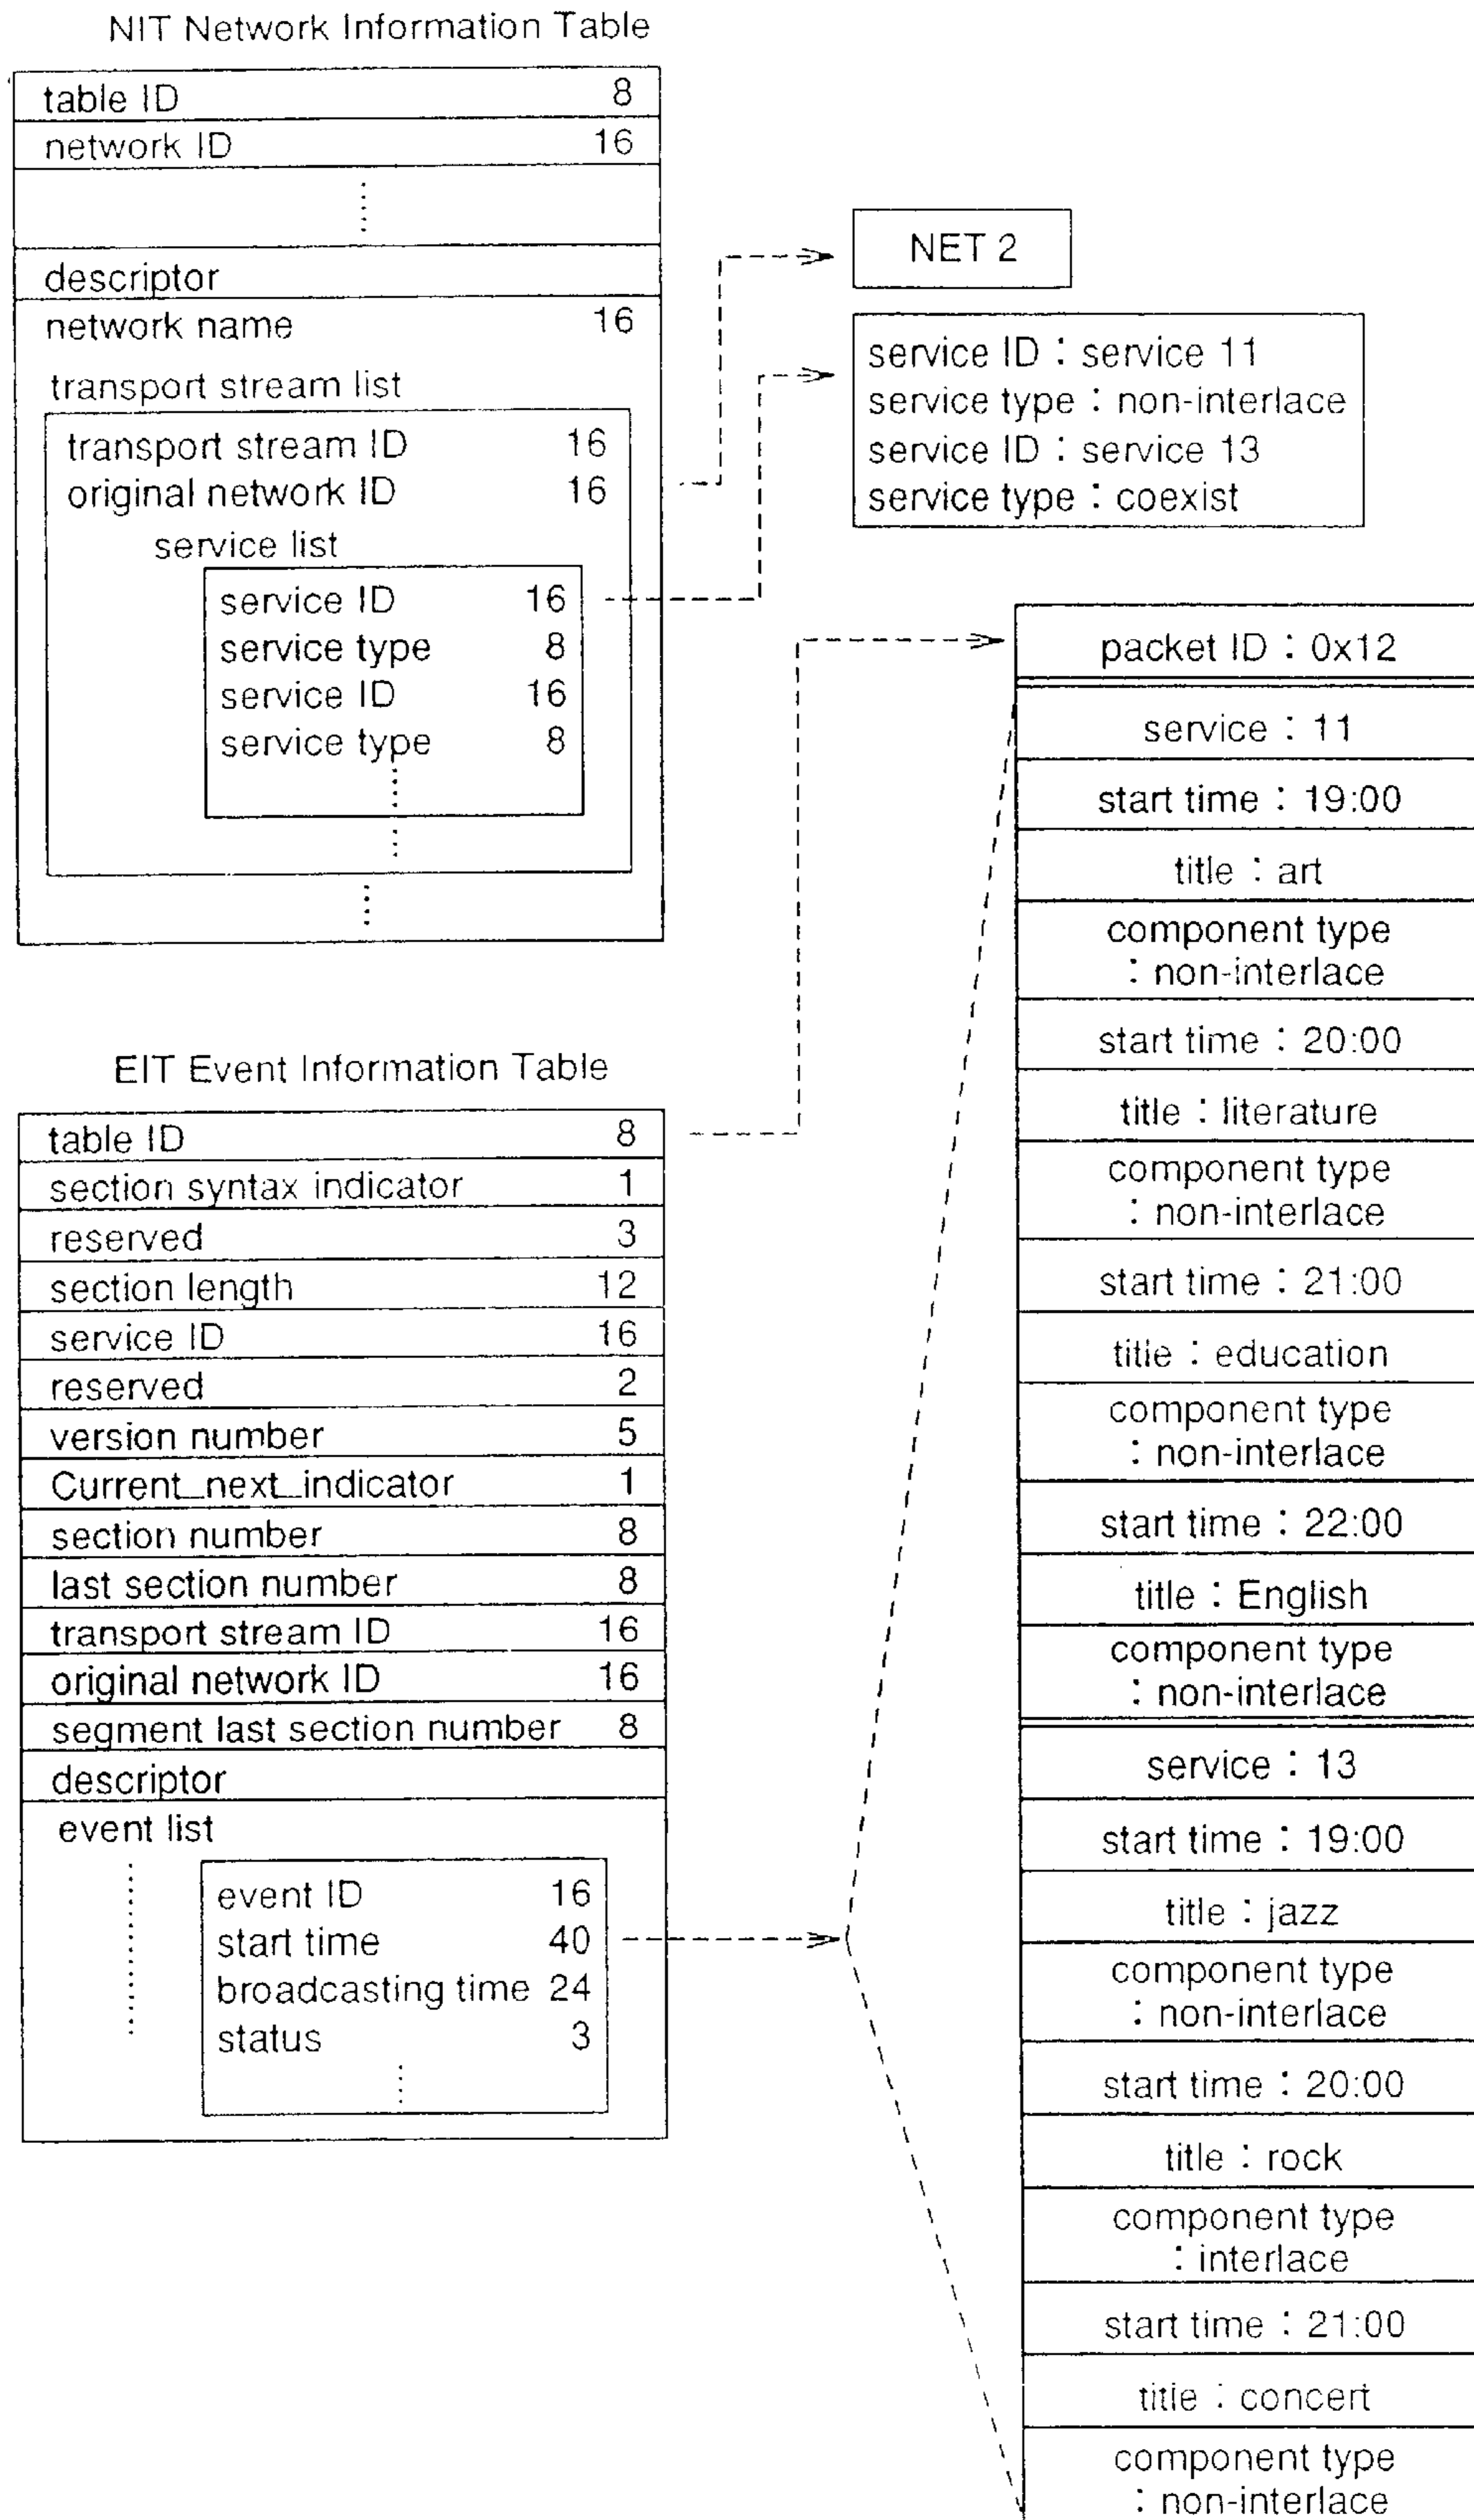 NIT Network Information Table
table ID 8
network ID 16
descriptor
network name 16
transport stream list
transport stream ID 16
original network ID 16
service list
service ID 16
service type 8
service ID 16
service type 8
NET 2
service ID : service 11
service type : non-interlace
service ID : service 13
service type : coexist
EIT Event Information Table
table ID 8
section syntax indicator 1
reserved 3
section length 12
service ID 16
reserved 2
version number 5
Current_next_indicator 1
section number 8
last section number 8
transport stream ID 16
original network ID 16
segment last section number 8
descriptor
event list
event ID 16
start time 40
broadcasting time 24
status 3
packet ID : 0x12
service : 11
start time : 19:00
title : art
component type
: non-interlace
start time : 20:00
title : literature
component type
: non-interlace
start time : 21:00
title : education
component type
: non-interlace
start time : 22:00
title : English
component type
: non-interlace
service : 13
start time : 19:00
title : jazz
component type
: non-interlace
start time : 20:00
title : rock
component type
: interlace
start time : 21:00
title : concert
component type
: non-interlace